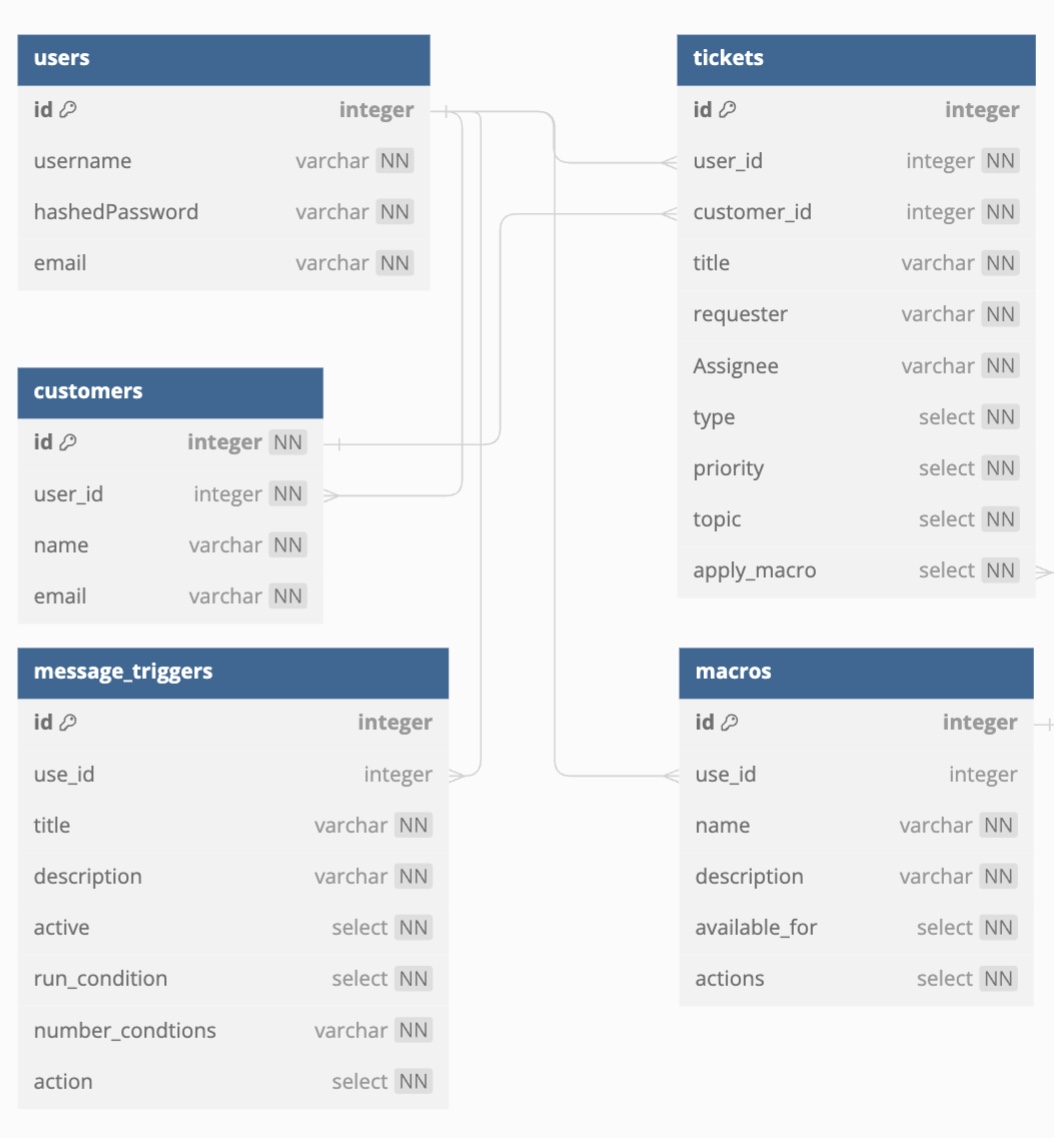 users
id integer
username varchar NN
hashedPassword varchar NN
email varchar NN
customers
id integer NN
user_id integer NN
name varchar NN
email varchar NN
message_triggers
id integer
use_id integer
title varchar NN
description varchar NN
active select NN
run_condition select NN
number_condtions varchar NN
action select NN
tickets
id integer
user_id integer NN
customer_id integer NN
title varchar NN
requester varchar NN
Assignee varchar NN
type select NN
priority select NN
topic select NN
apply_macro select NN
macros
id integer
use_id integer
name varchar NN
description varchar NN
available_for select NN
actions select NN